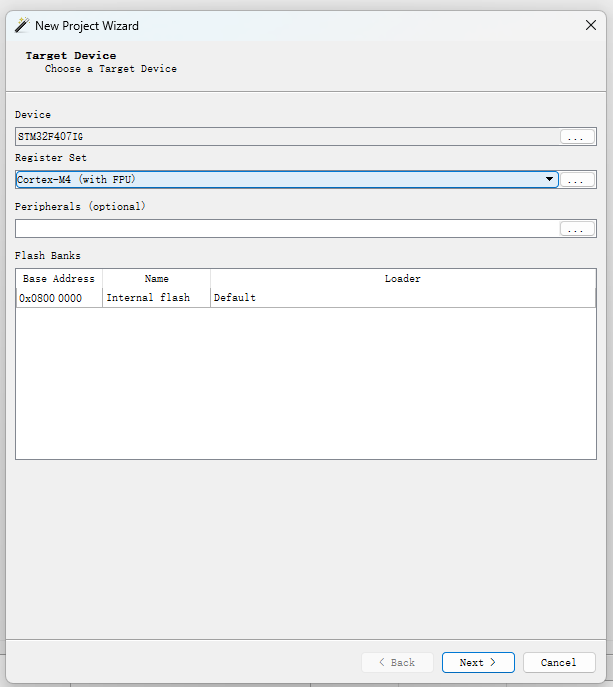 New Project Wizard
Target Device
Choose a Target Device
Device
STM32F407IG
...
Register Set
Cortex-M4 (with FPU)
...
Peripherals (optional)
...
Flash Banks
Base Address Name Loader
0x0800 0000 Internal flash Default
< Back Next > Cancel